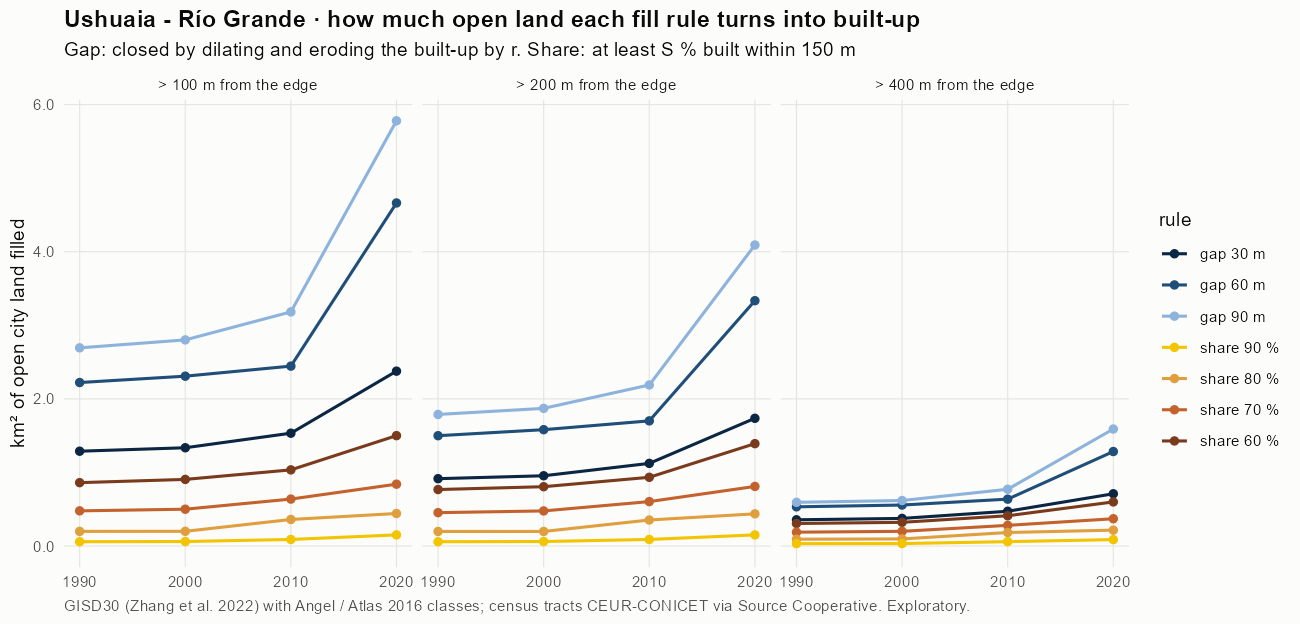 Ushuaia - Río Grande · how much open land each fill rule turns into built-up
Gap: closed by dilating and eroding the built-up by r. Share: at least S % built within 150 m
> 100 m from the edge
> 200 m from the edge
> 400 m from the edge
km² of open city land filled
6.0
4.0
2.0
0.0
1990 2000 2010 2020
1990 2000 2010 2020
1990 2000 2010 2020
rule
gap 30 m
gap 60 m
gap 90 m
share 90 %
share 80 %
share 70 %
share 60 %
GISD30 (Zhang et al. 2022) with Angel / Atlas 2016 classes; census tracts CEUR-CONICET via Source Cooperative. Exploratory.